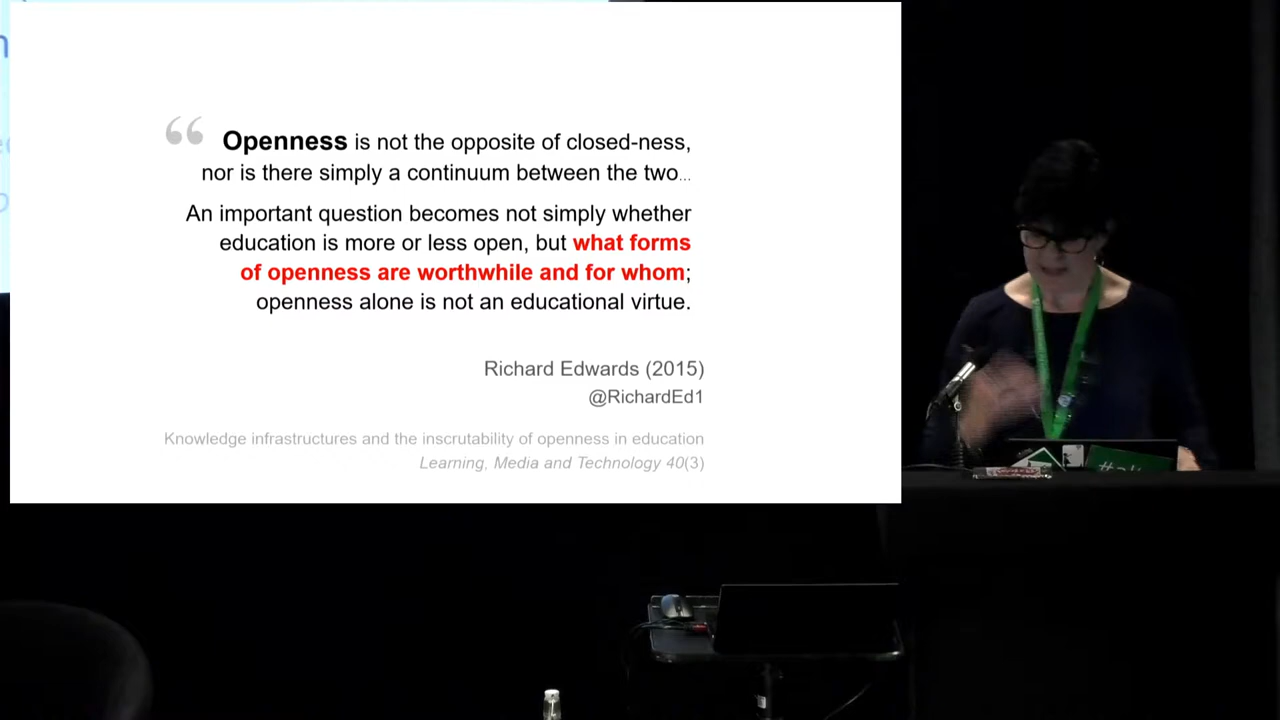 “ Openness is not the opposite of closed-ness,
nor is there simply a continuum between the two...
An important question becomes not simply whether
education is more or less open, but what forms
of openness are worthwhile and for whom;
openness alone is not an educational virtue.
Richard Edwards (2015)
@RichardEd1
Knowledge infrastructures and the inscrutability of openness in education
Learning, Media and Technology 40(3)